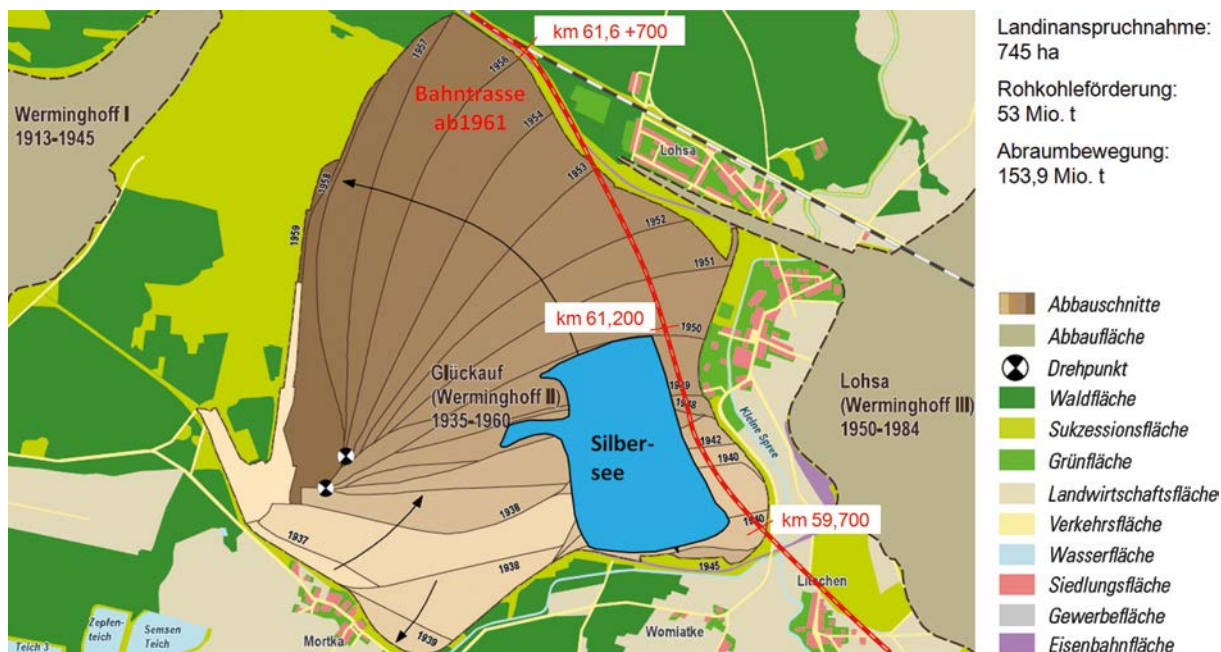 km 61,6 +700
1957
1956
Bahntrasse
ab1961
1954
Werminghoff I
1913-1945
Lohsa
1953
1958
1952
1959
1951
km 61,200
1950
Glückauf
(Werminghoff II)
1935-1960
Lohsa
(Werminghoff III)
1950-1984
1949
1948
Kleine Spree
Silber-
see
1942
1940
1938
1940
km 59,700
1937
1938
1945
Litschen
Zepfen-
teich
Semsen
Teich
Teich 3
Mortka
1939
Womiatke
Landinanspruchnahme:
745 ha
Rohkohleförderung:
53 Mio. t
Abraumbewegung:
153,9 Mio. t
Abbauschnitte
Abbaufläche
Drehpunkt
Waldfläche
Sukzessionsfläche
Grünfläche
Landwirtschaftsfläche
Verkehrsfläche
Wasserfläche
Siedlungsfläche
Gewerbefläche
Eisenbahnfläche